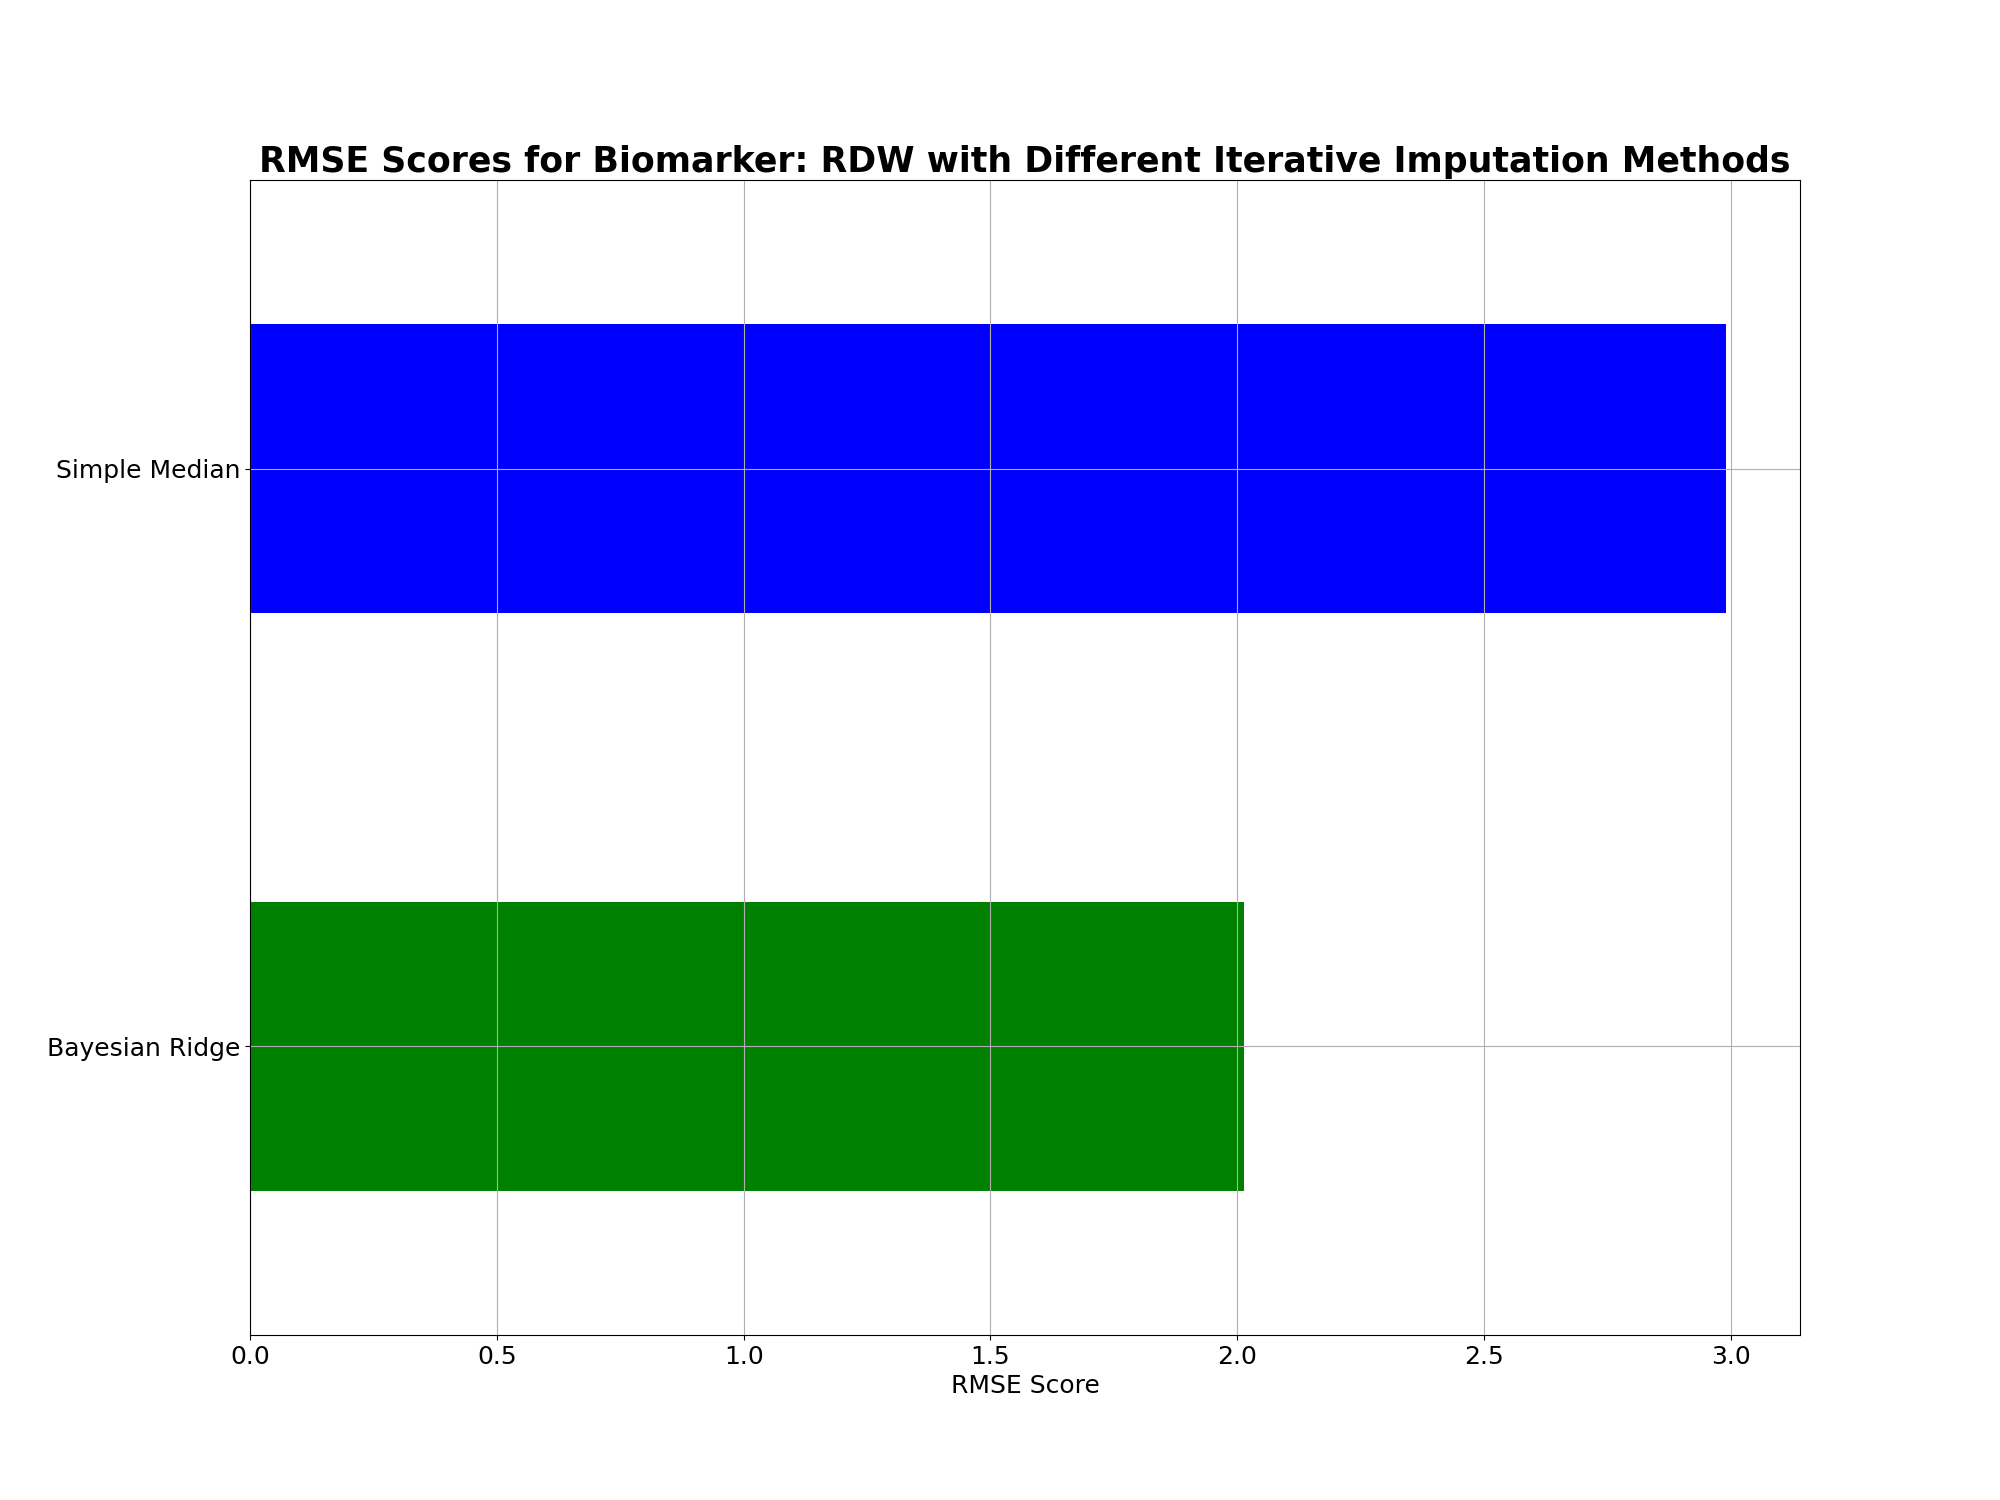 RMSE Scores for Biomarker: RDW with Different Iterative Imputation Methods
Simple Median
Bayesian Ridge
0.0 0.5 1.0 1.5 2.0 2.5 3.0
RMSE Score